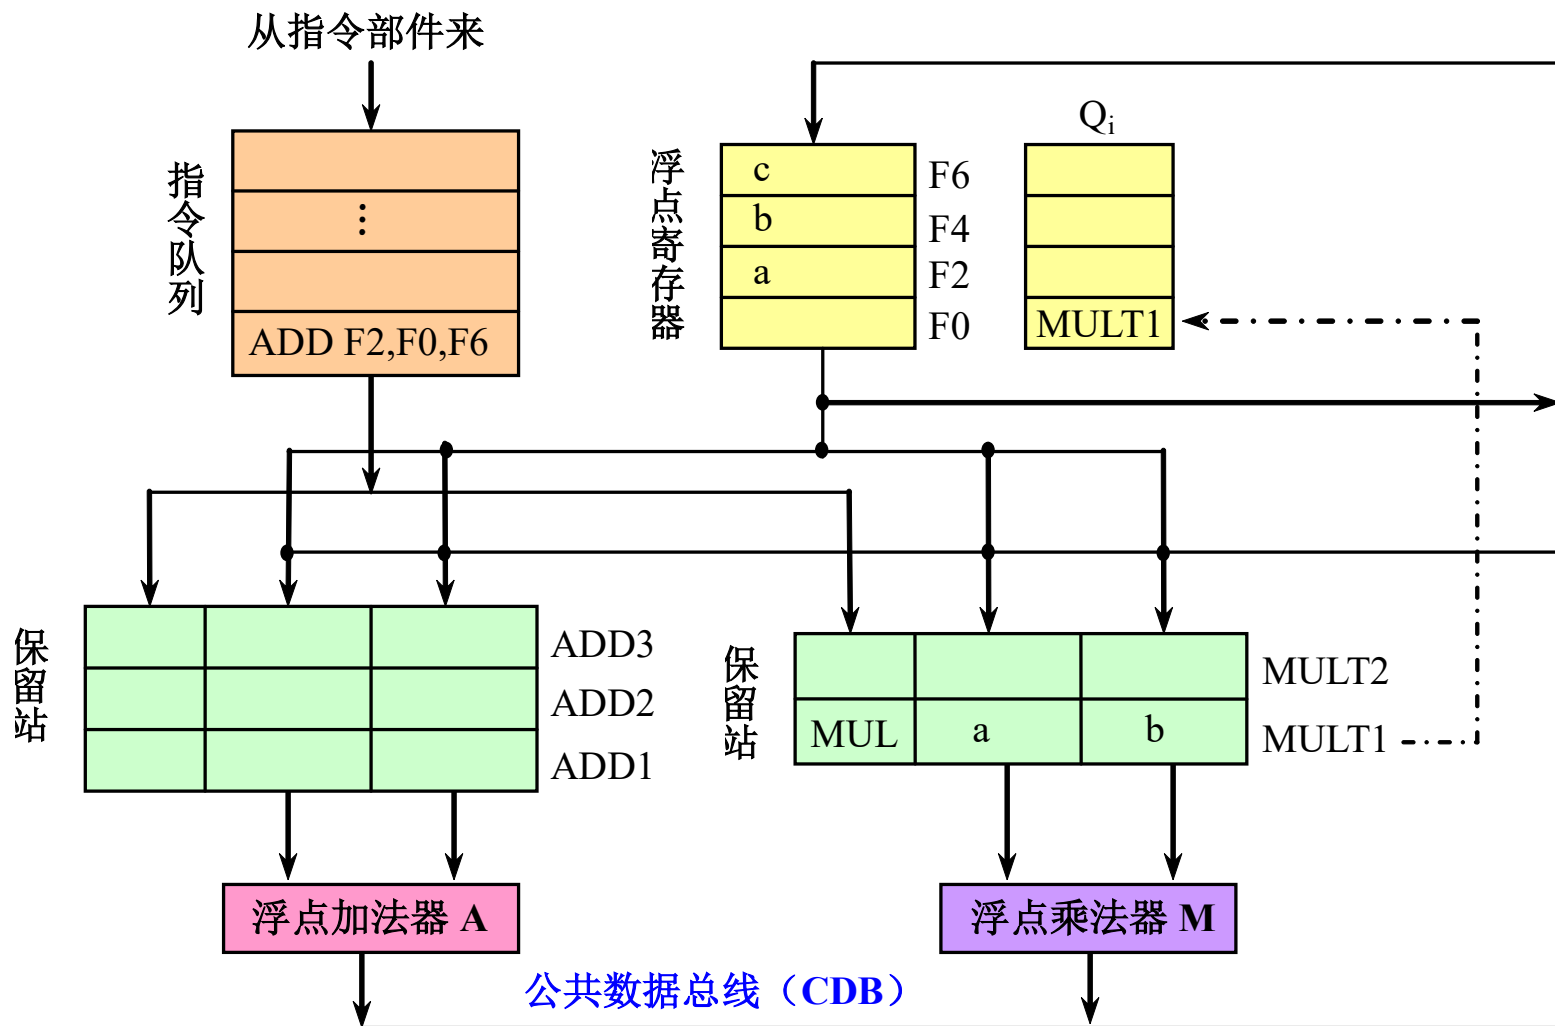 从指令部件来
指令队列
⋮
ADD F2,F0,F6
浮点寄存器
c
F6
b
F4
a
F2
F0
Qi
MULT1
保留站
ADD3
ADD2
ADD1
保留站
MULT2
MUL a b MULT1
浮点加法器 A
浮点乘法器 M
公共数据总线（CDB）